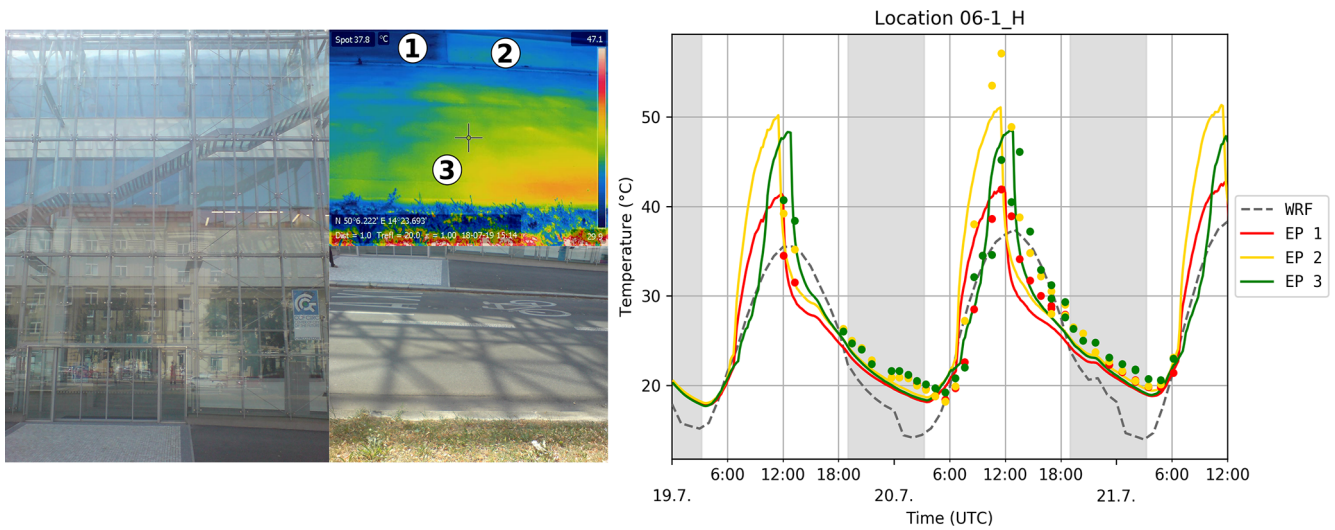 Location 06-1_H
Spot 37.8 °C
47.1
1
2
3
N 50°6.222' E 14°23.693'
Dst = 1.0 Trefl = 20.0 ε = 1.00 18-07-19 15:14
29.9
Temperature (°C)
50
40
30
20
6:00 12:00 18:00 6:00 12:00 18:00 6:00 12:00
19.7. 20.7. 21.7.
Time (UTC)
WRF
EP 1
EP 2
EP 3